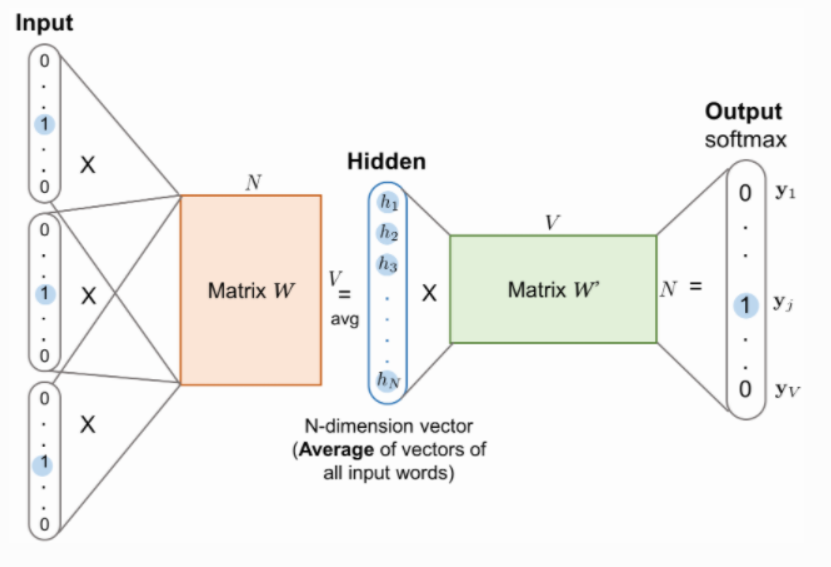 Input
0
.
.
1
.
.
0
X
0
.
.
1
.
.
0
X
0
.
.
1
.
.
0
X
N
Matrix W
V
=
avg
Hidden
h₁
h₂
h₃
.
.
.
.
hN
N-dimension vector
(Average of vectors of
all input words)
X
V
Matrix W’
N =
Output
softmax
0 y₁
.
.
1 yⱼ
.
.
0 yV